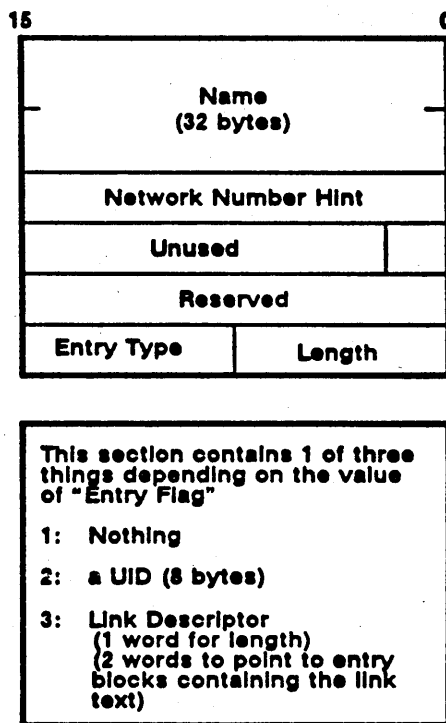 15 0
Name
(32 bytes)
Network Number Hint
Unused
Reserved
Entry Type Length
This section contains 1 of three
things depending on the value
of "Entry Flag"
1: Nothing
2: a UID (8 bytes)
3: Link Descriptor
(1 word for length)
(2 words to point to entry
blocks containing the link
text)